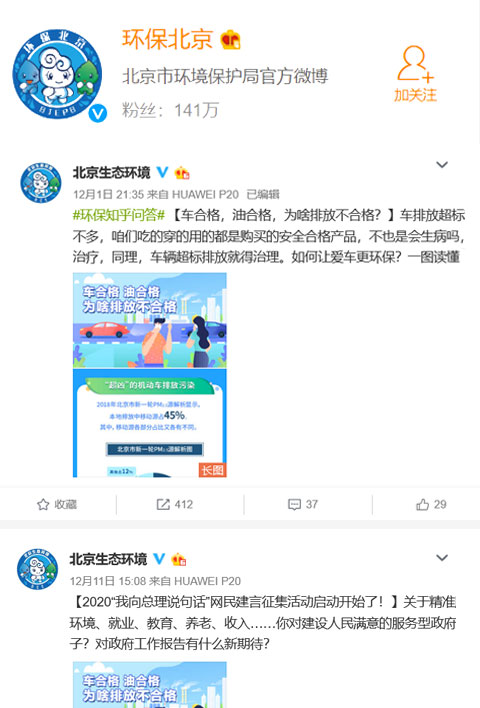 环保北京
环保北京
北京市环境保护局官方微博
BJEPB
粉丝：141万
加关注
北京生态环境
12月1日 21:35 来自 HUAWEI P20 已编辑
#环保知乎问答#【车合格，油合格，为啥排放不合格？】车排放超标
不多，咱们吃的穿的用的都是购买的安全合格产品，不也是会生病吗，
治疗，同理，车辆超标排放就得治理。如何让爱车更环保？一图读懂
车合格 油合格
为啥排放不合格
“超凶”的机动车排放污染
2018年北京市新一轮PM2.5源解析显示，
本地排放中移动源占45%，
其中，移动源各部分占比又各有不同。
北京市新一轮PM2.5源解析图
长图
收藏
412
37
29
北京生态环境
12月11日 15:08 来自 HUAWEI P20
【2020“我向总理说句话”网民建言征集活动启动开始了！】关于精准
环境、就业、教育、养老、收入……你对建设人民满意的服务型政府
子？对政府工作报告有什么新期待？
车合格 油合格
为啥排放不合格